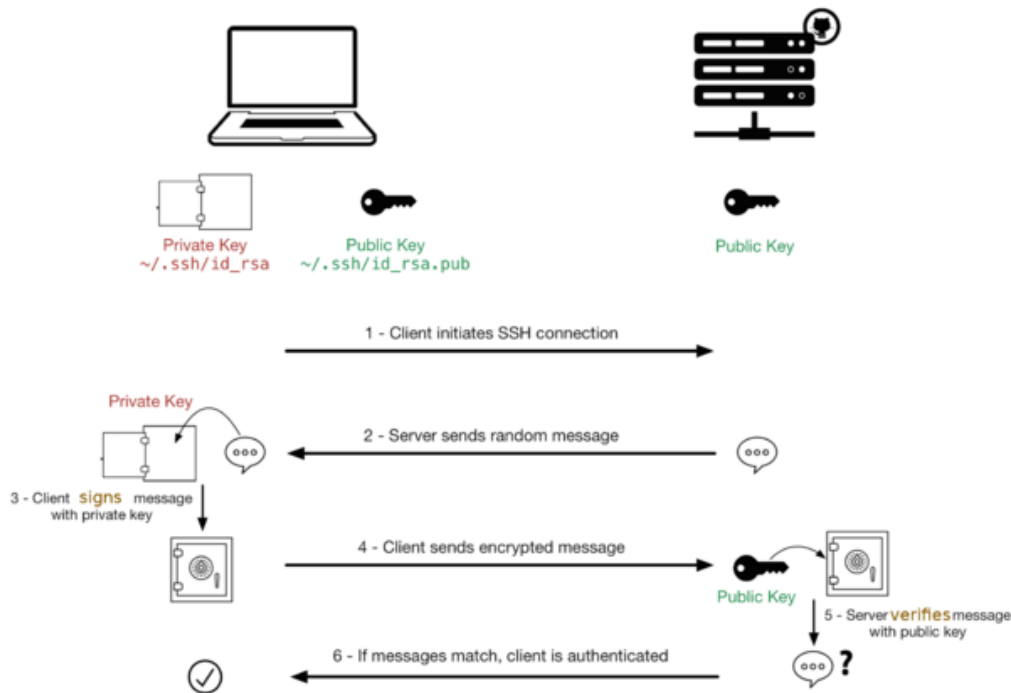 Private Key
~/.ssh/id_rsa
Public Key
~/.ssh/id_rsa.pub
Public Key
1 - Client initiates SSH connection
Private Key
2 - Server sends random message
3 - Client signs message
with private key
4 - Client sends encrypted message
Public Key
5 - Server verifies message
with public key
6 - If messages match, client is authenticated
?